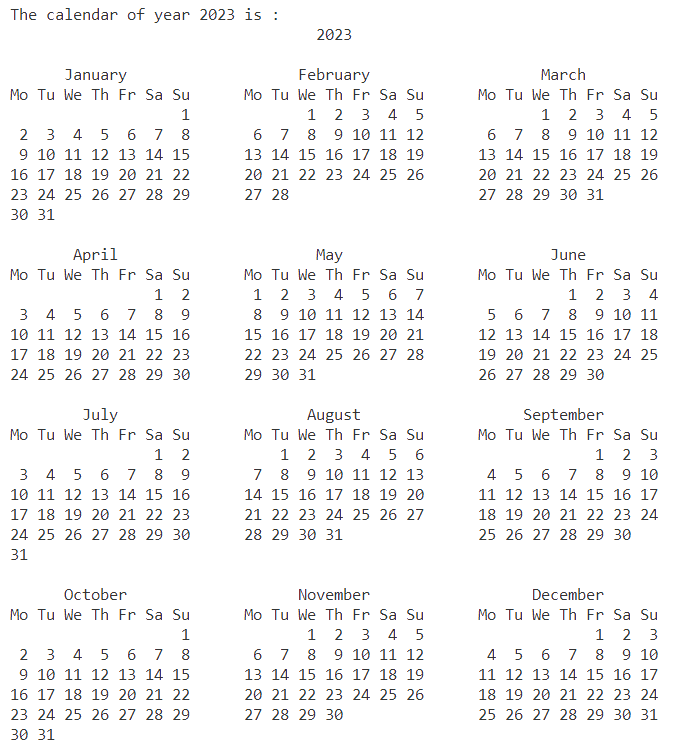 The calendar of year 2023 is :
                                  2023

      January                   February                   March
Mo Tu We Th Fr Sa Su      Mo Tu We Th Fr Sa Su      Mo Tu We Th Fr Sa Su
                   1             1  2  3  4  5             1  2  3  4  5
 2  3  4  5  6  7  8       6  7  8  9 10 11 12       6  7  8  9 10 11 12
 9 10 11 12 13 14 15      13 14 15 16 17 18 19      13 14 15 16 17 18 19
16 17 18 19 20 21 22      20 21 22 23 24 25 26      20 21 22 23 24 25 26
23 24 25 26 27 28 29      27 28                     27 28 29 30 31
30 31

       April                      May                       June
Mo Tu We Th Fr Sa Su      Mo Tu We Th Fr Sa Su      Mo Tu We Th Fr Sa Su
                1  2       1  2  3  4  5  6  7                1  2  3  4
 3  4  5  6  7  8  9       8  9 10 11 12 13 14       5  6  7  8  9 10 11
10 11 12 13 14 15 16      15 16 17 18 19 20 21      12 13 14 15 16 17 18
17 18 19 20 21 22 23      22 23 24 25 26 27 28      19 20 21 22 23 24 25
24 25 26 27 28 29 30      29 30 31                  26 27 28 29 30

        July                     August                  September
Mo Tu We Th Fr Sa Su      Mo Tu We Th Fr Sa Su      Mo Tu We Th Fr Sa Su
                1  2          1  2  3  4  5  6                   1  2  3
 3  4  5  6  7  8  9       7  8  9 10 11 12 13       4  5  6  7  8  9 10
10 11 12 13 14 15 16      14 15 16 17 18 19 20      11 12 13 14 15 16 17
17 18 19 20 21 22 23      21 22 23 24 25 26 27      18 19 20 21 22 23 24
24 25 26 27 28 29 30      28 29 30 31               25 26 27 28 29 30
31

      October                   November                  December
Mo Tu We Th Fr Sa Su      Mo Tu We Th Fr Sa Su      Mo Tu We Th Fr Sa Su
                   1             1  2  3  4  5                   1  2  3
 2  3  4  5  6  7  8       6  7  8  9 10 11 12       4  5  6  7  8  9 10
 9 10 11 12 13 14 15      13 14 15 16 17 18 19      11 12 13 14 15 16 17
16 17 18 19 20 21 22      20 21 22 23 24 25 26      18 19 20 21 22 23 24
23 24 25 26 27 28 29      27 28 29 30               25 26 27 28 29 30 31
30 31